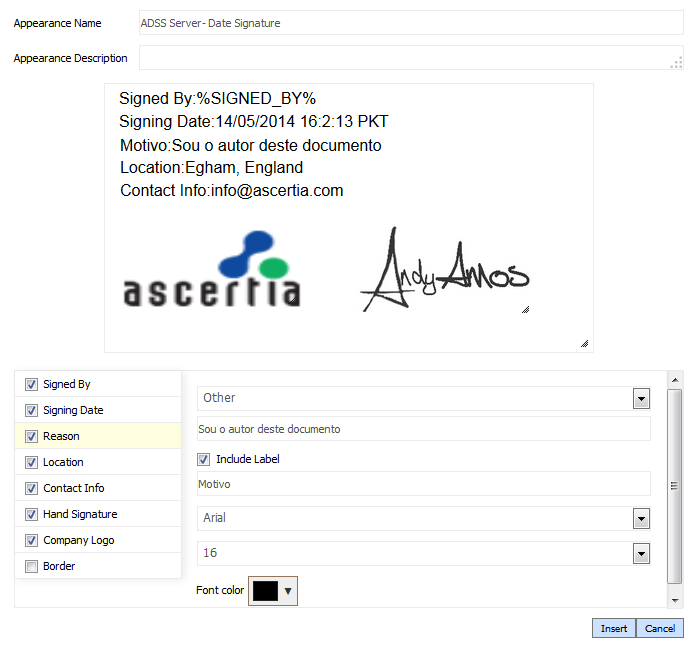 Appearance Name
ADSS Server- Date Signature
Appearance Description
Signed By:%SIGNED_BY%
Signing Date:14/05/2014 16:2:13 PKT
Motivo:Sou o autor deste documento
Location:Egham, England
Contact Info:info@ascertia.com
ascertia
Andy Amos
Signed By
Signing Date
Reason
Location
Contact Info
Hand Signature
Company Logo
Border
Other
Sou o autor deste documento
Include Label
Motivo
Arial
16
Font color
Insert
Cancel